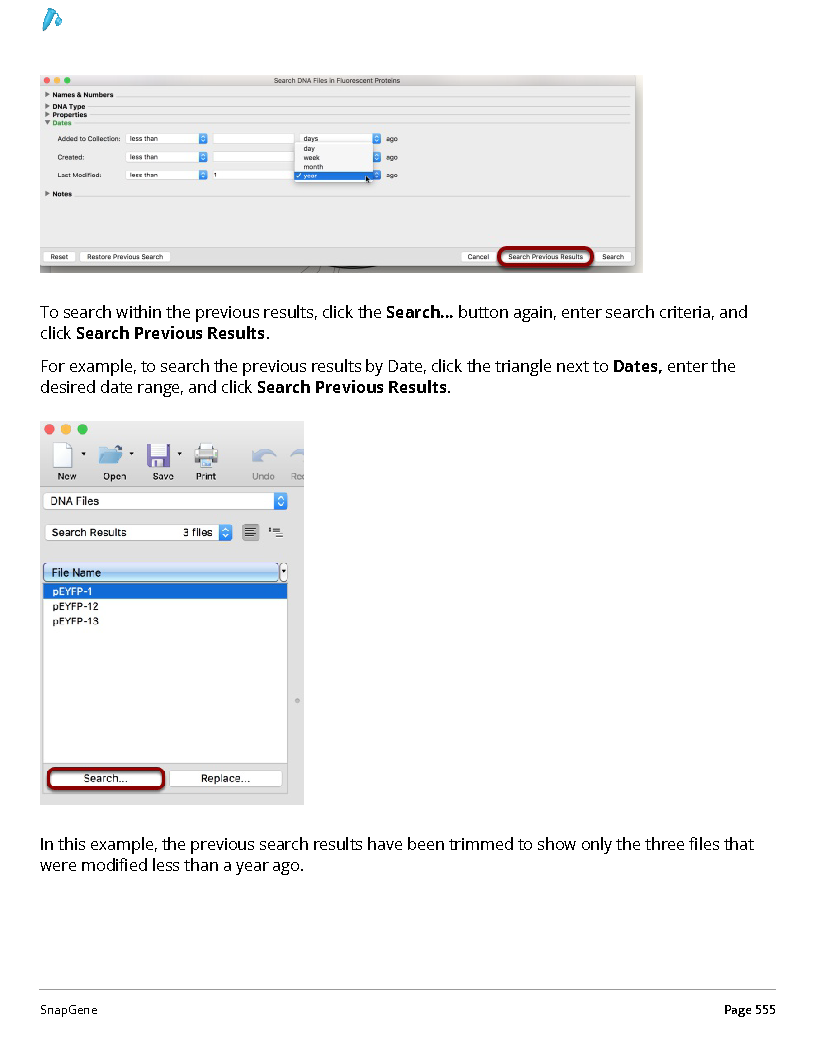 Search DNA Files in Fluorescent Proteins
Names & Numbers
DNA Type
Properties
Dates
Added to Collection: less than days ago
day
Created: less than week ago
month
Last Modified: less than 1 year ago
Notes
Reset Restore Previous Search Cancel Search Previous Results Search
To search within the previous results, click the Search... button again, enter search criteria, and
click Search Previous Results.
For example, to search the previous results by Date, click the triangle next to Dates, enter the
desired date range, and click Search Previous Results.
New Open Save Print Undo Red
DNA Files
Search Results 3 files
File Name
pEYFP-1
pEYFP-12
pEYFP-13
Search... Replace...
In this example, the previous search results have been trimmed to show only the three files that
were modified less than a year ago.
SnapGene Page 555